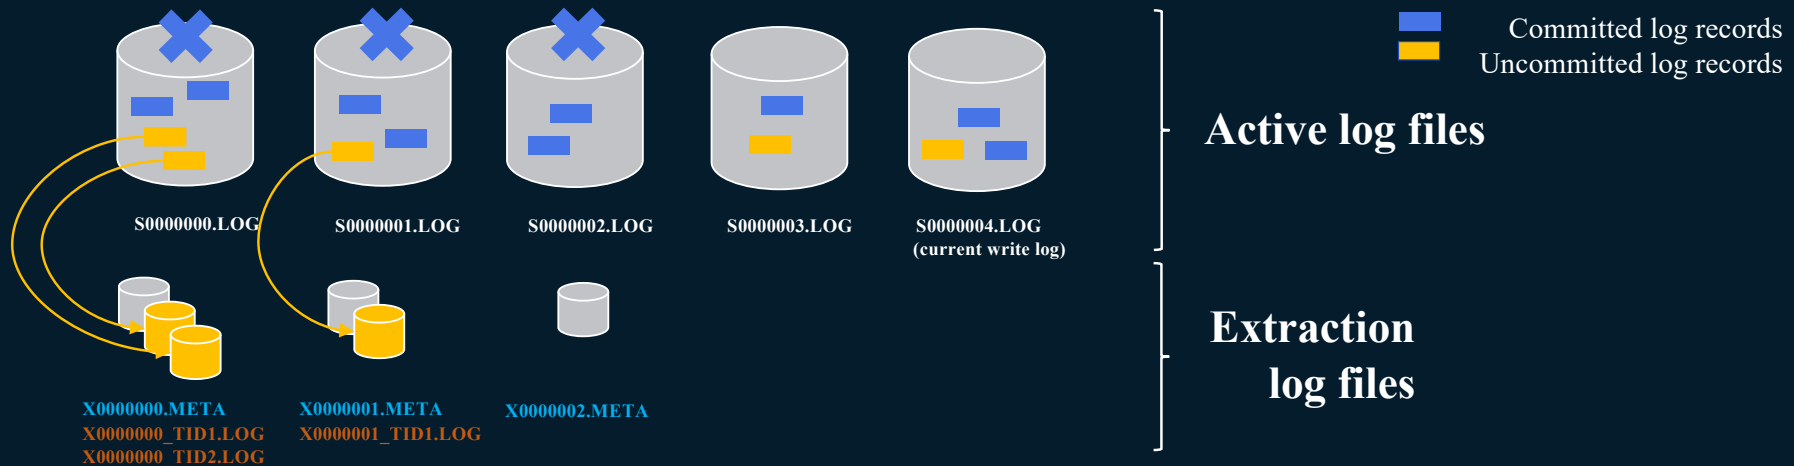 Committed log records
Uncommitted log records
Active log files
S0000000.LOG
S0000001.LOG
S0000002.LOG
S0000003.LOG
S0000004.LOG
(current write log)
Extraction
log files
X0000000.META
X0000000_TID1.LOG
X0000000_TID2.LOG
X0000001.META
X0000001_TID1.LOG
X0000002.META